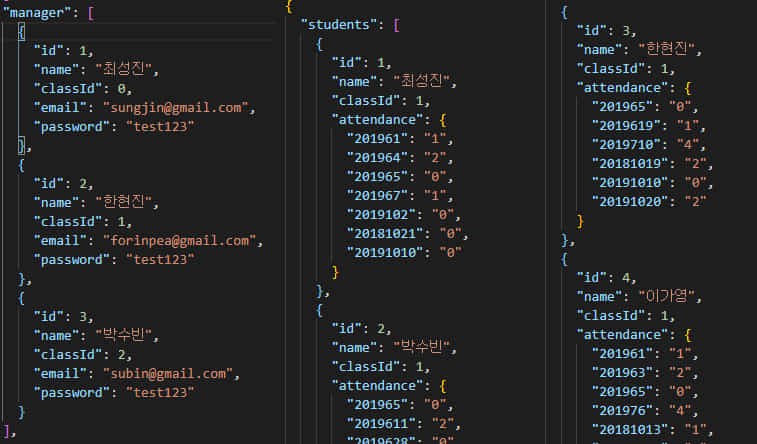 "manager": [
{
"id": 1,
"name": "최성진",
"classId": 0,
"email": "sungjin@gmail.com",
"password": "test123"
},
{
"id": 2,
"name": "한현진",
"classId": 1,
"email": "forinpea@gmail.com",
"password": "test123"
},
{
"id": 3,
"name": "박수빈",
"classId": 2,
"email": "subin@gmail.com",
"password": "test123"
}
],
{
"students": [
{
"id": 1,
"name": "최성진",
"classId": 1,
"attendance": {
"201961": "1",
"201964": "2",
"201965": "0",
"201967": "1",
"2019102": "0",
"20181021": "0",
"20191010": "0"
}
},
{
"id": 2,
"name": "박수빈",
"classId": 1,
"attendance": {
"201965": "0",
"2019611": "2",
"2019628": "0",
{
"id": 3,
"name": "한현진",
"classId": 1,
"attendance": {
"201965": "0",
"2019619": "1",
"2019710": "4",
"20181019": "2",
"20191010": "0",
"20191020": "2"
}
},
{
"id": 4,
"name": "이가영",
"classId": 1,
"attendance": {
"201961": "1",
"201963": "2",
"201965": "0",
"201976": "4",
"20181013": "1",